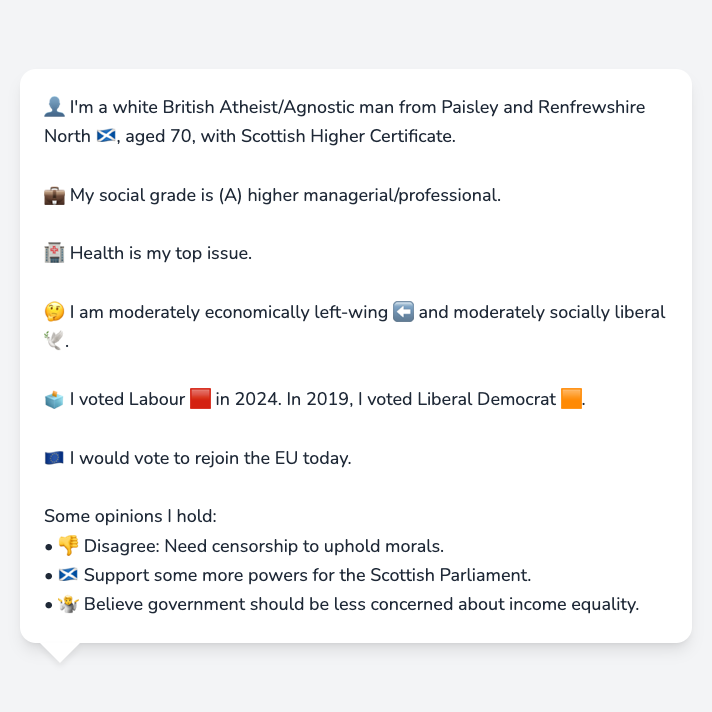 👤 I'm a white British Atheist/Agnostic man from Paisley and Renfrewshire
North 🏴󠁧󠁢󠁳󠁣󠁴󠁿, aged 70, with Scottish Higher Certificate.
💼 My social grade is (A) higher managerial/professional.
🏥 Health is my top issue.
🤔 I am moderately economically left-wing ⬅️ and moderately socially liberal
🕊️.
🗳️ I voted Labour 🟥 in 2024. In 2019, I voted Liberal Democrat 🟧.
🇪🇺 I would vote to rejoin the EU today.
Some opinions I hold:
• 👎 Disagree: Need censorship to uphold morals.
• 🏴󠁧󠁢󠁳󠁣󠁴󠁿 Support some more powers for the Scottish Parliament.
• 🤷 Believe government should be less concerned about income equality.